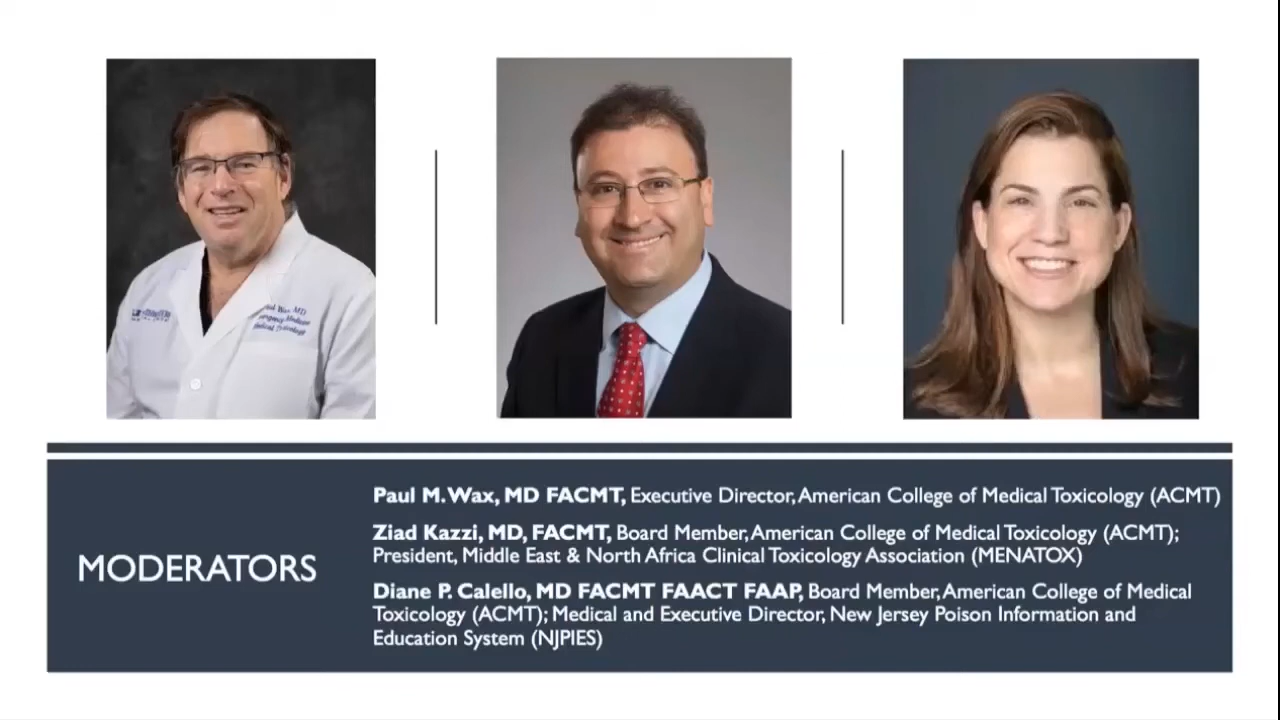 MODERATORS
Paul M. Wax, MD FACMT, Executive Director, American College of Medical Toxicology (ACMT)
Ziad Kazzi, MD, FACMT, Board Member, American College of Medical Toxicology (ACMT);
President, Middle East & North Africa Clinical Toxicology Association (MENATOX)
Diane P. Calello, MD FACMT FAACT FAAP, Board Member, American College of Medical
Toxicology (ACMT); Medical and Executive Director, New Jersey Poison Information and
Education System (NJPIES)